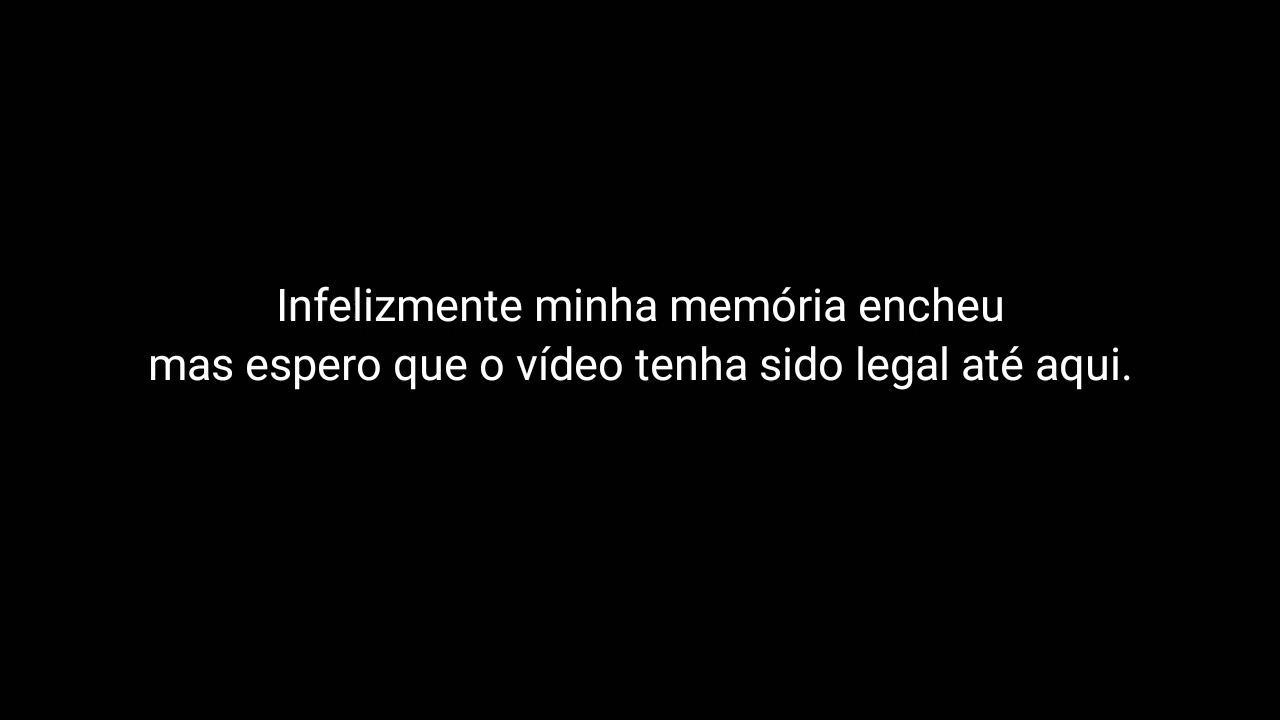 Infelizmente minha memória encheu
mas espero que o vídeo tenha sido legal até aqui.